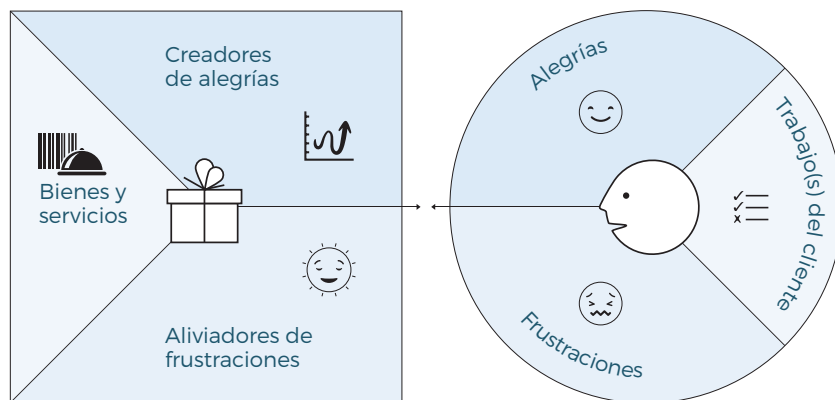 Creadores
de alegrías
Bienes y
servicios
Aliviadores de
frustraciones
Alegrías
Trabajo(s) del cliente
Frustraciones